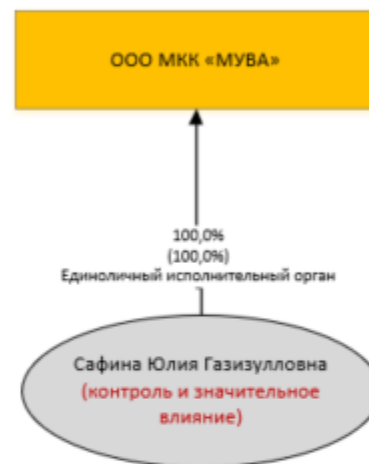 ООО МКК «МУВА»
100,0%
(100,0%)
Единоличный исполнительный орган
Сафина Юлия Газизулловна
(контроль и значительное
влияние)